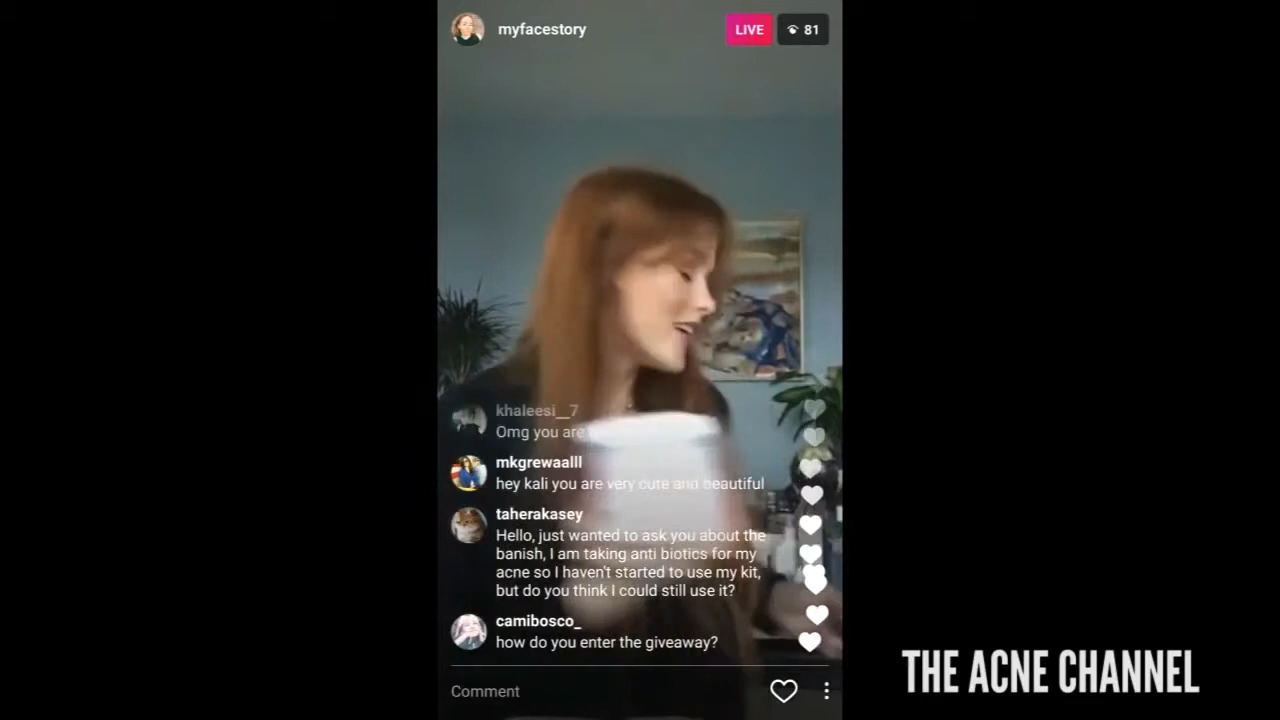 myfacestory
LIVE
81
khaleesi__7
Omg you are
mkgrewaalll
hey kali you are very cute and beautiful
taherakasey
Hello, just wanted to ask you about the
banish, I am taking anti biotics for my
acne so I haven't started to use my kit,
but do you think I could still use it?
camibosco_
how do you enter the giveaway?
Comment
THE ACNE CHANNEL